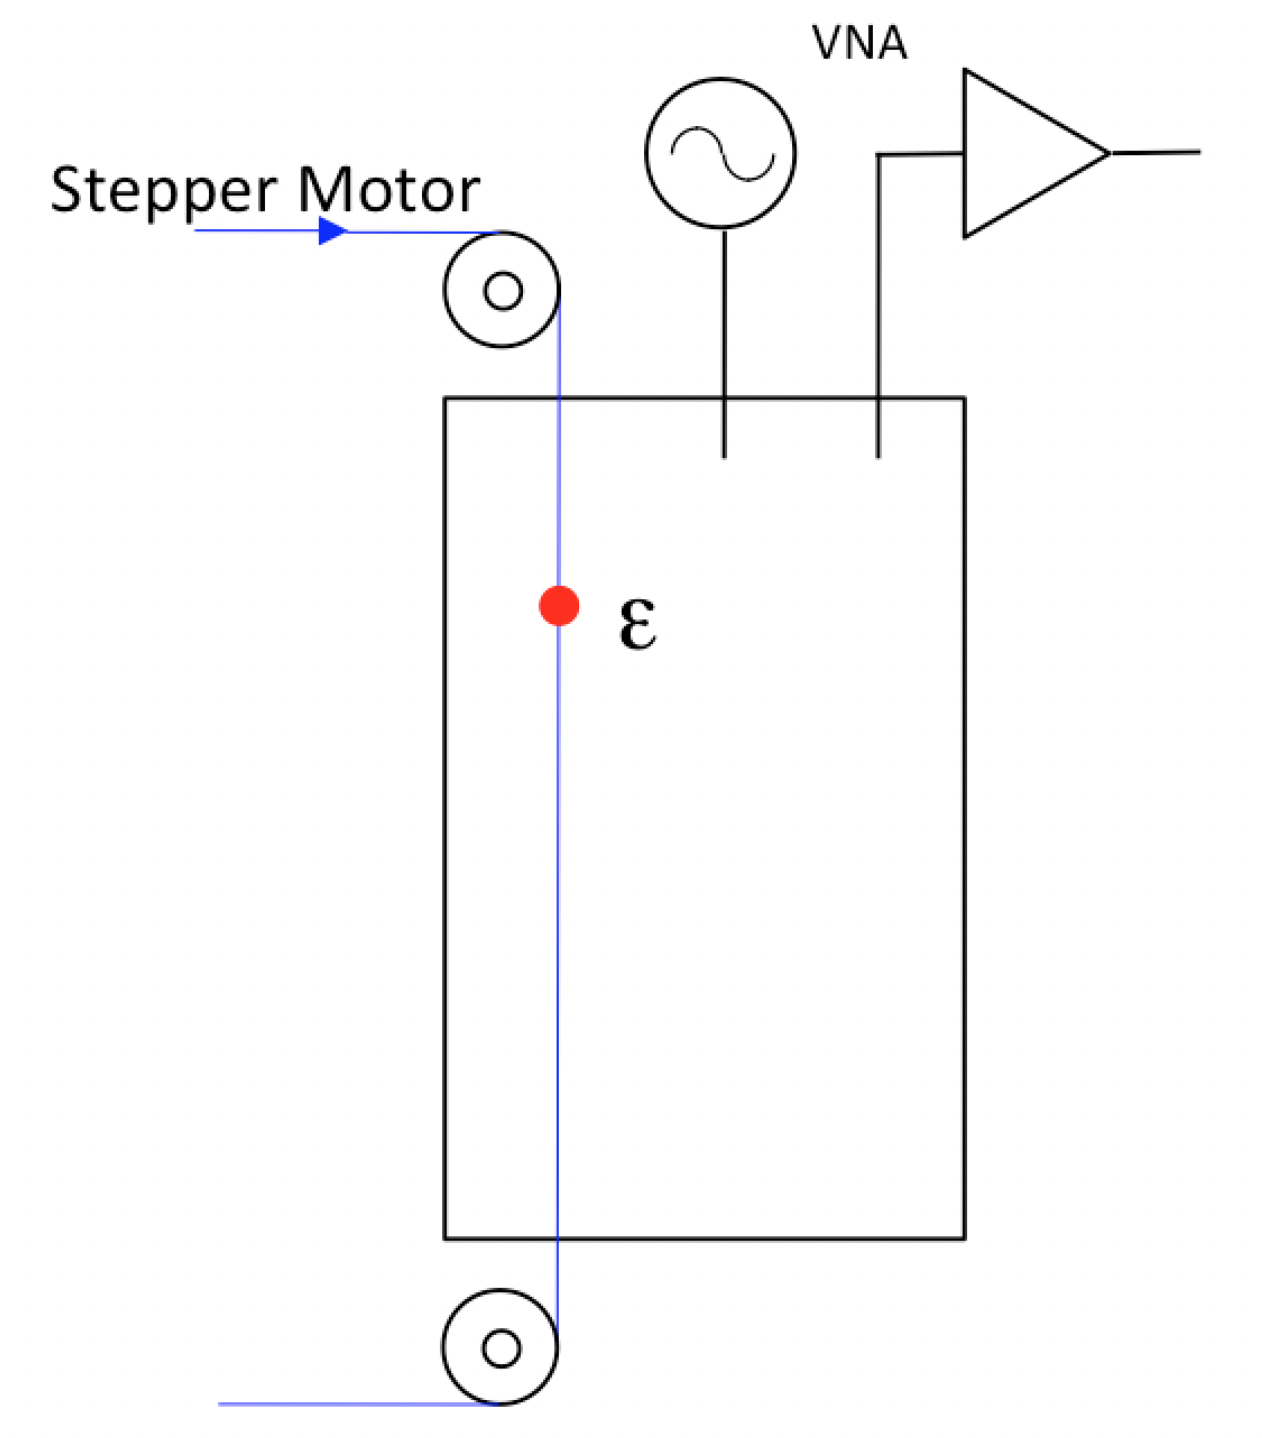 VNA
Stepper Motor
ε